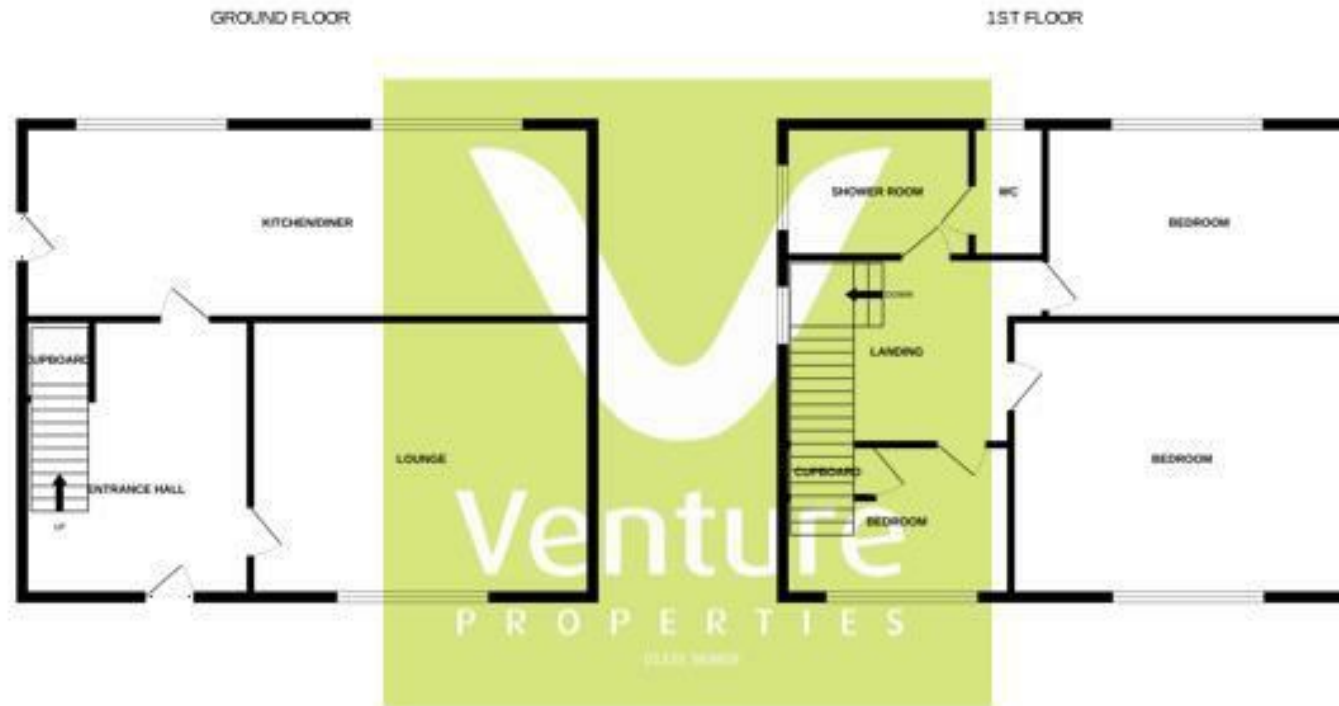 GROUND FLOOR
1ST FLOOR
KITCHEN/DINER
CUPBOARD
LOUNGE
ENTRANCE HALL
UP
SHOWER ROOM
WC
BEDROOM
DOWN
LANDING
BEDROOM
CUPBOARD
BEDROOM
Venture
PROPERTIES